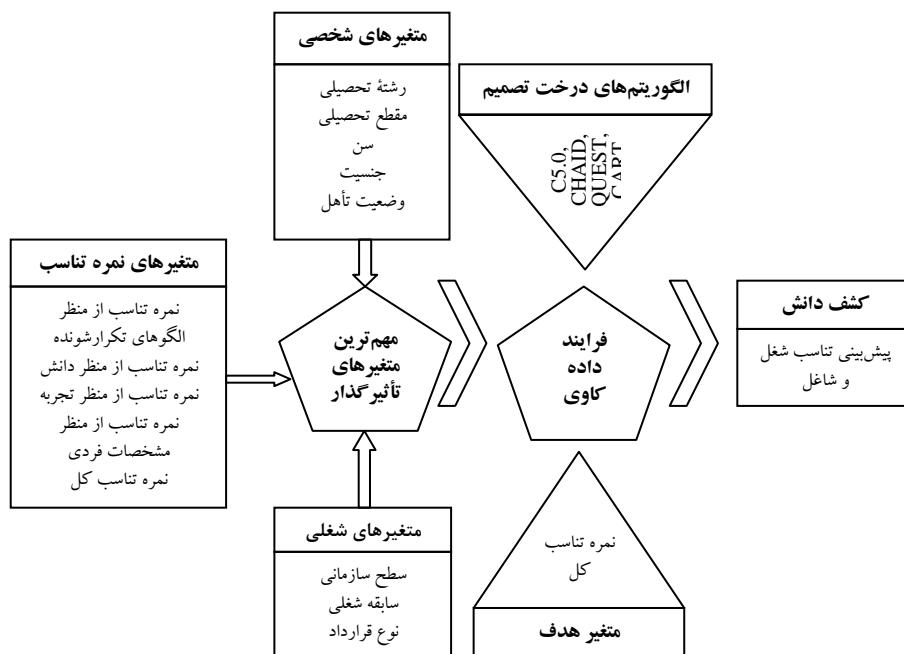 متغیرهای شخصی
رشتهٔ تحصیلی
مقطع تحصیلی
سن
جنسیت
وضعیت تأهل
الگوریتم‌های درخت تصمیم
C5.0,
CHAID,
QUEST,
CART
متغیرهای نمره تناسب
نمره تناسب از منظر
الگوهای تکرارشونده
نمره تناسب از منظر دانش
نمره تناسب از منظر تجربه
نمره تناسب از منظر
مشخصات فردی
نمره تناسب کل
مهم‌ترین
متغیرهای
تأثیرگذار
فرایند
داده
کاوی
کشف دانش
پیش‌بینی تناسب شغل
و شاغل
متغیرهای شغلی
سطح سازمانی
سابقه شغلی
نوع قرارداد
نمره تناسب
کل
متغیر هدف